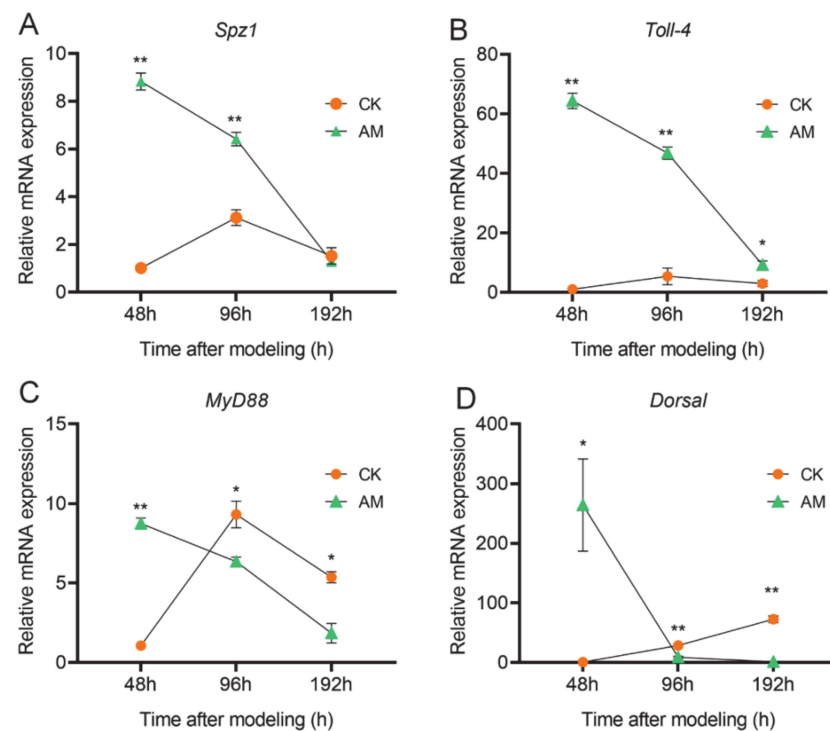 A
Spz1
Relative mRNA expression
10
8
6
4
2
0
**
**
CK
AM
48h
96h
192h
Time after modeling (h)
B
Toll-4
Relative mRNA expression
80
60
40
20
0
**
**
*
CK
AM
48h
96h
192h
Time after modeling (h)
C
MyD88
Relative mRNA expression
15
10
5
0
**
*
*
CK
AM
48h
96h
192h
Time after modeling (h)
D
Dorsal
Relative mRNA expression
400
300
200
100
0
*
**
**
CK
AM
48h
96h
192h
Time after modeling (h)